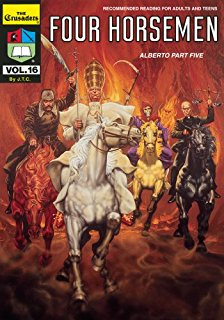 RECOMMENDED READING FOR ADULTS AND TEENS
THE
Crusaders
VOL.16
By J.T.C.
FOUR HORSEMEN
ALBERTO PART FIVE